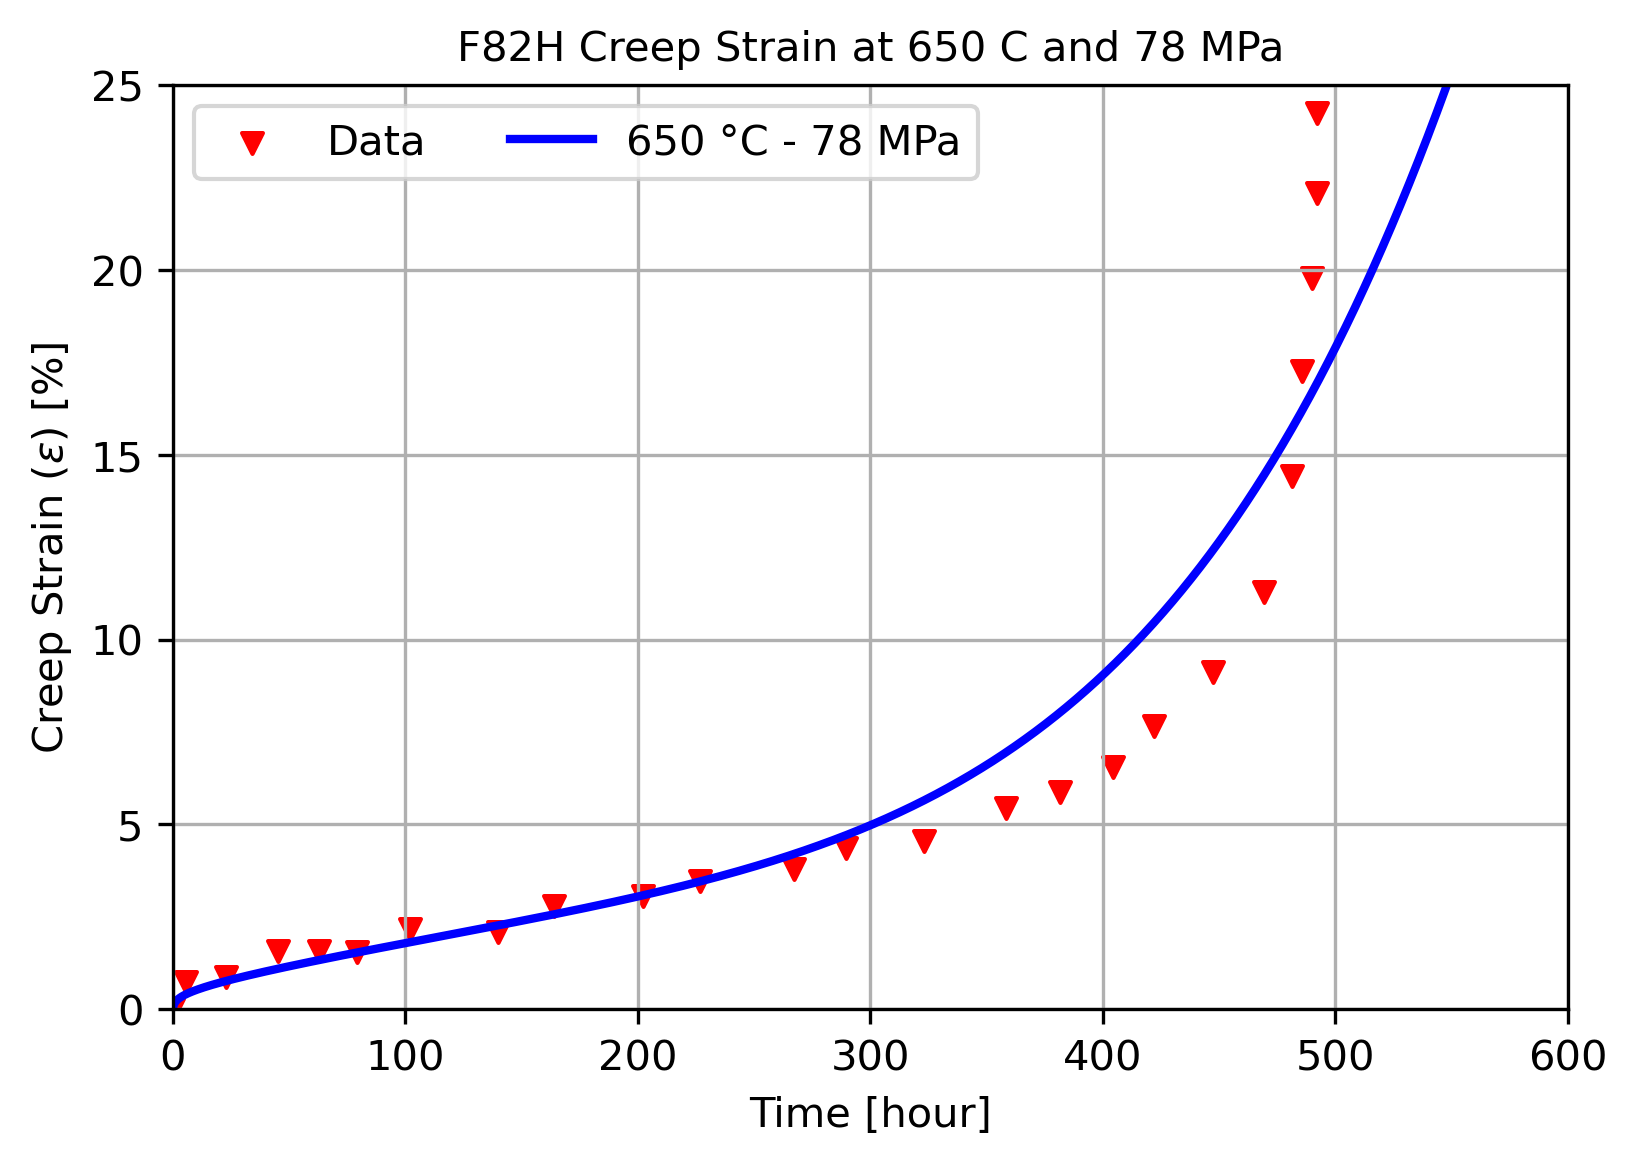 F82H Creep Strain at 650 C and 78 MPa
Data
650 °C - 78 MPa
Creep Strain (ε) [%]
25
20
15
10
5
0
0 100 200 300 400 500 600
Time [hour]